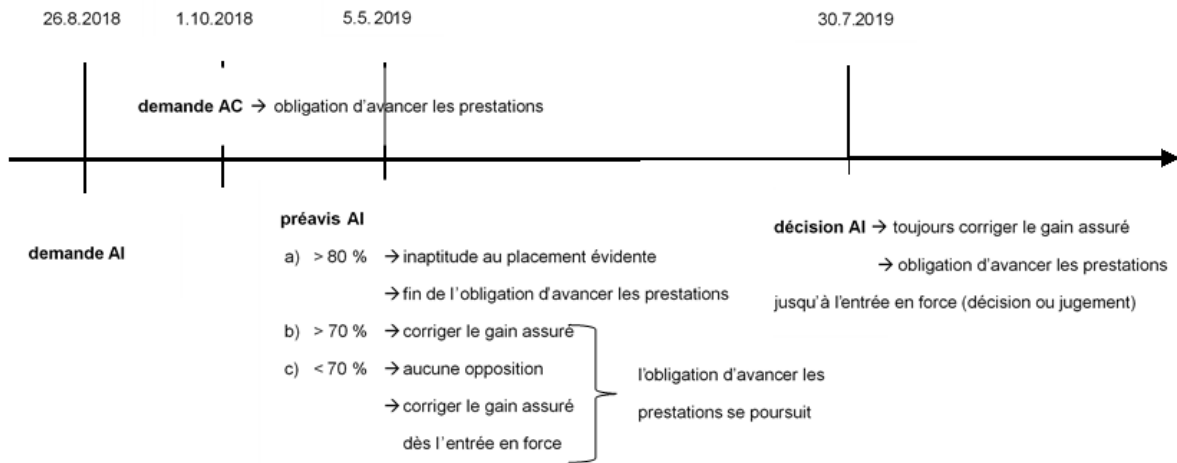 26.8.2018 1.10.2018 5.5.2019 30.7.2019
demande AC → obligation d'avancer les prestations
demande AI
préavis AI
a) > 80 % → inaptitude au placement évidente
→ fin de l'obligation d'avancer les prestations
b) > 70 % → corriger le gain assuré
c) < 70 % → aucune opposition
→ corriger le gain assuré
dès l'entrée en force
l'obligation d'avancer les
prestations se poursuit
décision AI → toujours corriger le gain assuré
→ obligation d'avancer les prestations
jusqu'à l'entrée en force (décision ou jugement)